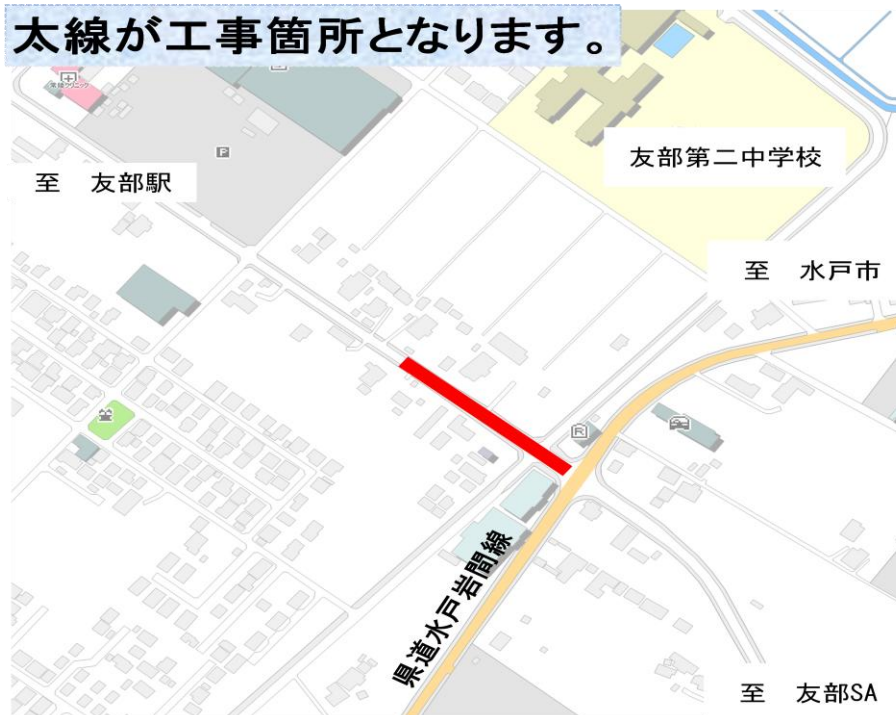 太線が工事箇所となります。
P
友部第二中学校
至 友部駅
至 水戸市
R
県道水戸岩間線
至 友部SA